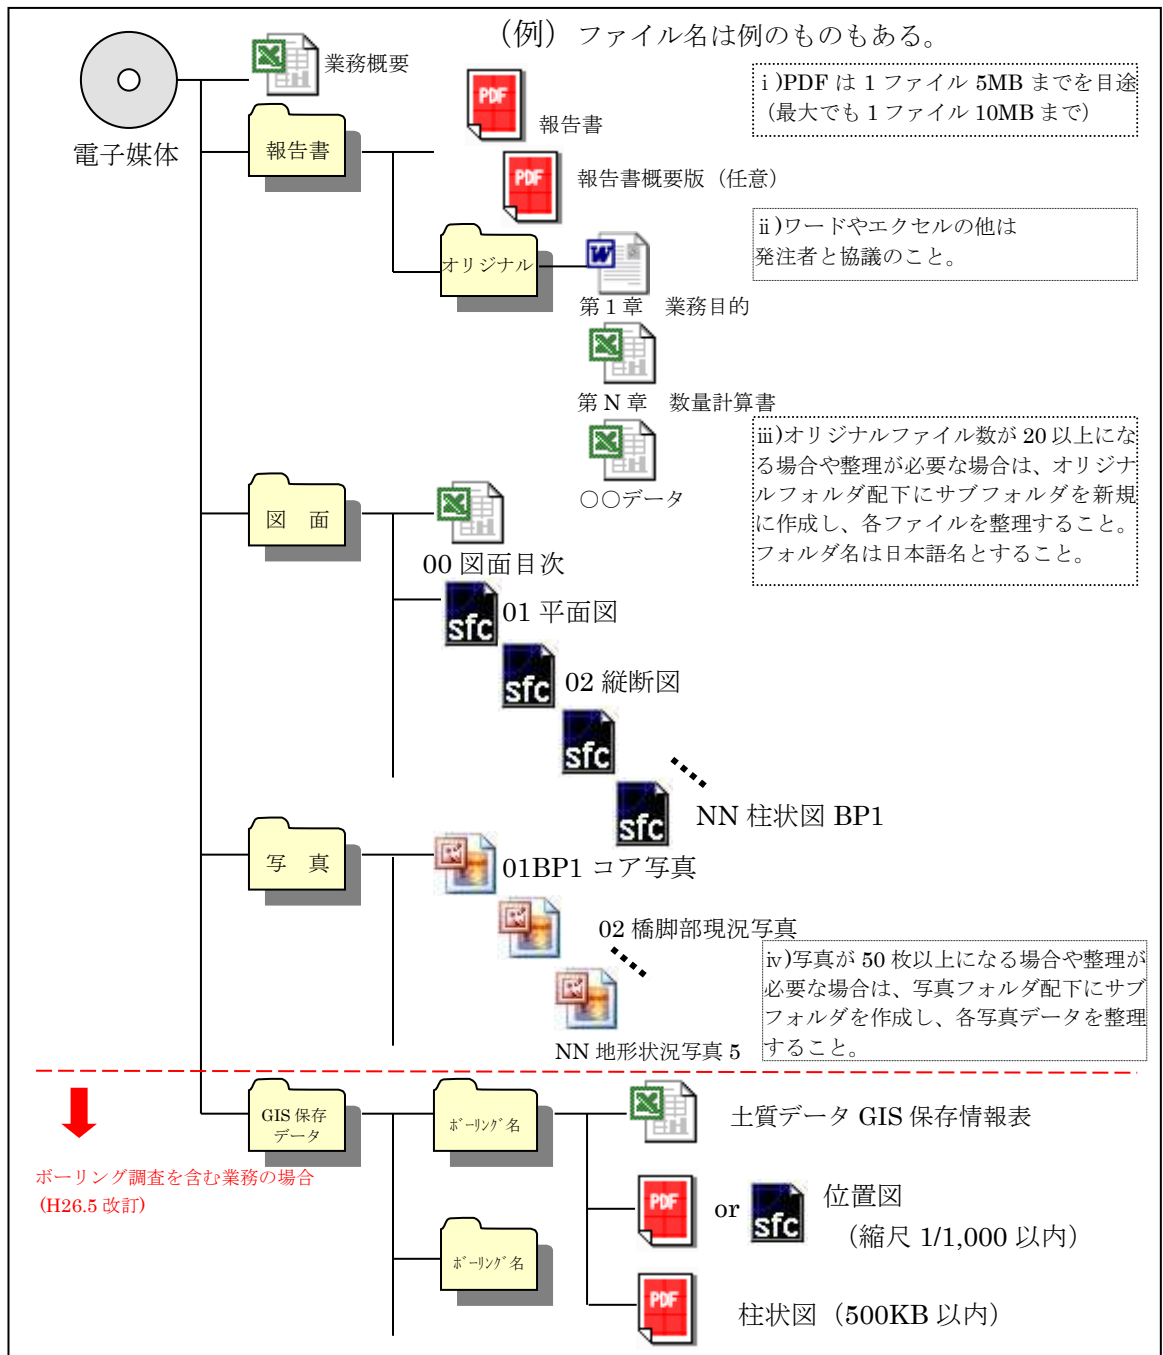 （例）ファイル名は例のものもある。
業務概要
電子媒体
ⅰ)PDF は 1 ファイル 5MB までを目途
（最大でも 1 ファイル 10MB まで）
PDF
報告書
報告書
PDF
報告書概要版（任意）
ⅱ)ワードやエクセルの他は
発注者と協議のこと。
オリジナル
第 1 章　業務目的
第 N 章　数量計算書
〇〇データ
ⅲ)オリジナルファイル数が 20 以上にな
る場合や整理が必要な場合は、オリジナ
ルフォルダ配下にサブフォルダを新規
に作成し、各ファイルを整理すること。
フォルダ名は日本語名とすること。
図　面
00 図面目次
sfc
01 平面図
sfc
02 縦断図
sfc
sfc
NN 柱状図 BP1
写　真
01BP1 コア写真
02 橋脚部現況写真
NN 地形状況写真 5
ⅳ)写真が 50 枚以上になる場合や整理が
必要な場合は、写真フォルダ配下にサブ
フォルダを作成し、各写真データを整理
すること。
GIS 保存
データ
ﾎﾞｰﾘﾝｸﾞ名
土質データ GIS 保存情報表
ボーリング調査を含む業務の場合
(H26.5 改訂)
PDF
or
sfc
位置図
（縮尺 1/1,000 以内）
ﾎﾞｰﾘﾝｸﾞ名
PDF
柱状図（500KB 以内）